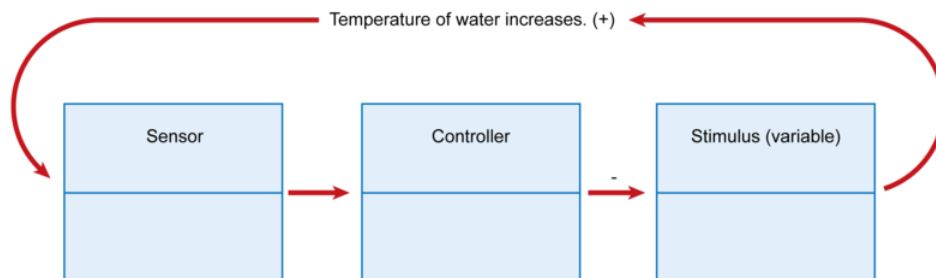 Temperature of water increases. (+)
Sensor
Controller
Stimulus (variable)
-